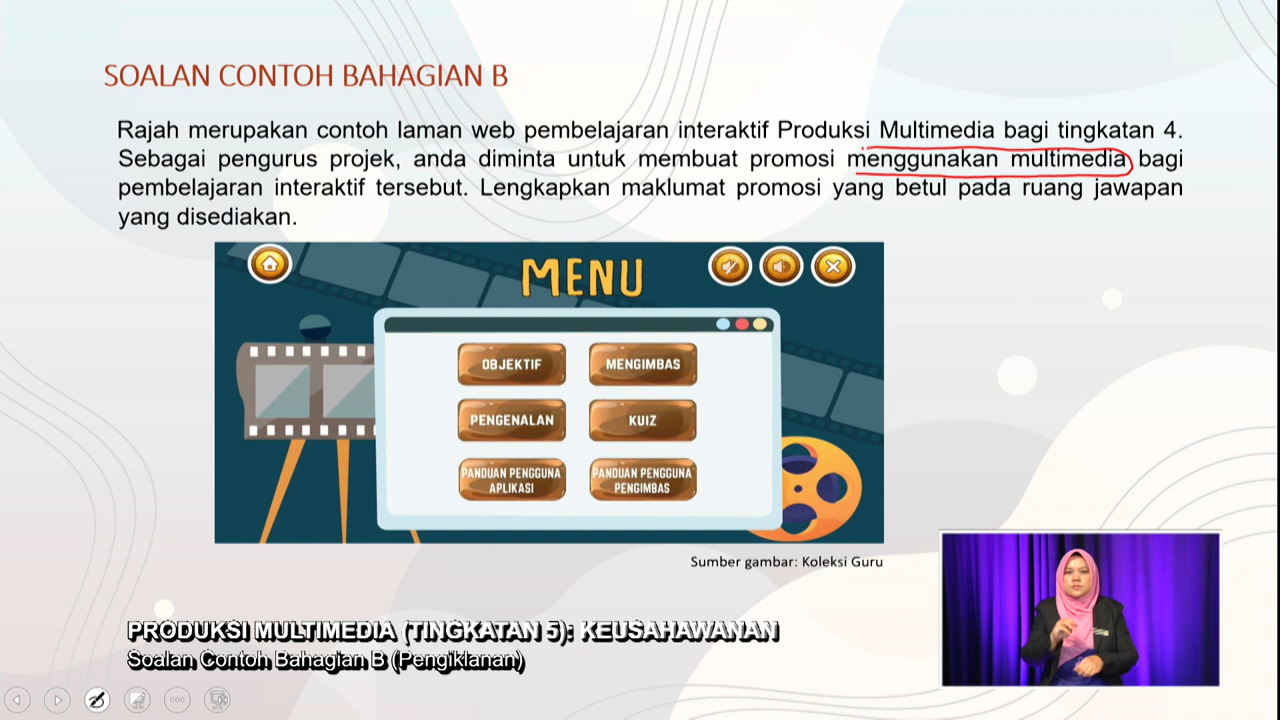 SOALAN CONTOH BAHAGIAN B
Rajah merupakan contoh laman web pembelajaran interaktif Produksi Multimedia bagi tingkatan 4.
Sebagai pengurus projek, anda diminta untuk membuat promosi menggunakan multimedia bagi
pembelajaran interaktif tersebut. Lengkapkan maklumat promosi yang betul pada ruang jawapan
yang disediakan.
MENU
OBJEKTIF
MENGIMBAS
PENGENALAN
KUIZ
PANDUAN PENGGUNA
APLIKASI
PANDUAN PENGGUNA
PENGIMBAS
Sumber gambar: Koleksi Guru
PRODUKSI MULTIMEDIA (TINGKATAN 5): KEUSAHAWANAN
Soalan Contoh Bahagian B (Pengiklanan)